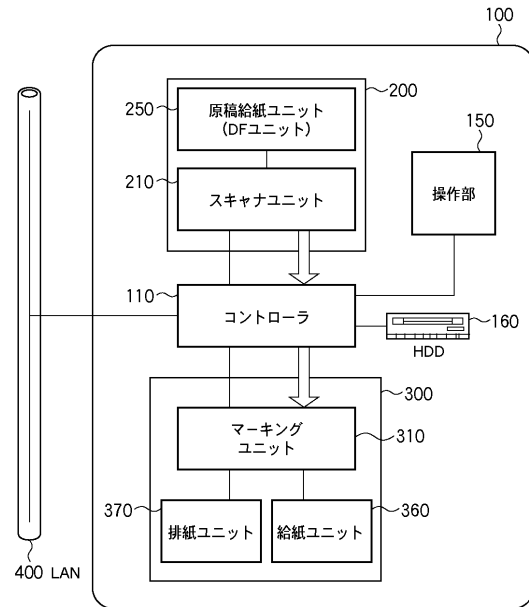 100
200
250
原稿給紙ユニット
(DFユニット)
150
210
スキャナユニット
操作部
110
コントローラ
160
HDD
300
マーキング
ユニット
310
370
排紙ユニット
給紙ユニット
360
400 LAN